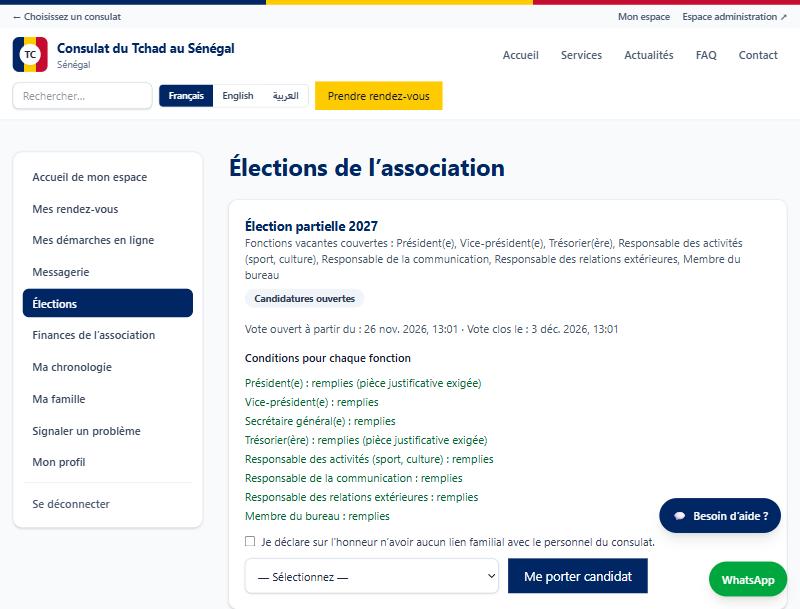 ← Choisissez un consulat
Mon espace
Espace administration ↗
TC
Consulat du Tchad au Sénégal
Sénégal
Accueil
Services
Actualités
FAQ
Contact
Rechercher...
Français
English
العربية
Prendre rendez-vous
Accueil de mon espace
Mes rendez-vous
Mes démarches en ligne
Messagerie
Élections
Finances de l'association
Ma chronologie
Ma famille
Signaler un problème
Mon profil
Se déconnecter
Élections de l'association
Élection partielle 2027
Fonctions vacantes couvertes : Président(e), Vice-président(e), Trésorier(ère), Responsable des activités
(sport, culture), Responsable de la communication, Responsable des relations extérieures, Membre du
bureau
Candidatures ouvertes
Vote ouvert à partir du : 26 nov. 2026, 13:01 · Vote clos le : 3 déc. 2026, 13:01
Conditions pour chaque fonction
Président(e) : remplies (pièce justificative exigée)
Vice-président(e) : remplies
Secrétaire général(e) : remplies
Trésorier(ère) : remplies (pièce justificative exigée)
Responsable des activités (sport, culture) : remplies
Responsable de la communication : remplies
Responsable des relations extérieures : remplies
Membre du bureau : remplies
Je déclare sur l'honneur n'avoir aucun lien familial avec le personnel du consulat.
— Sélectionnez —
Me porter candidat
Besoin d'aide ?
WhatsApp